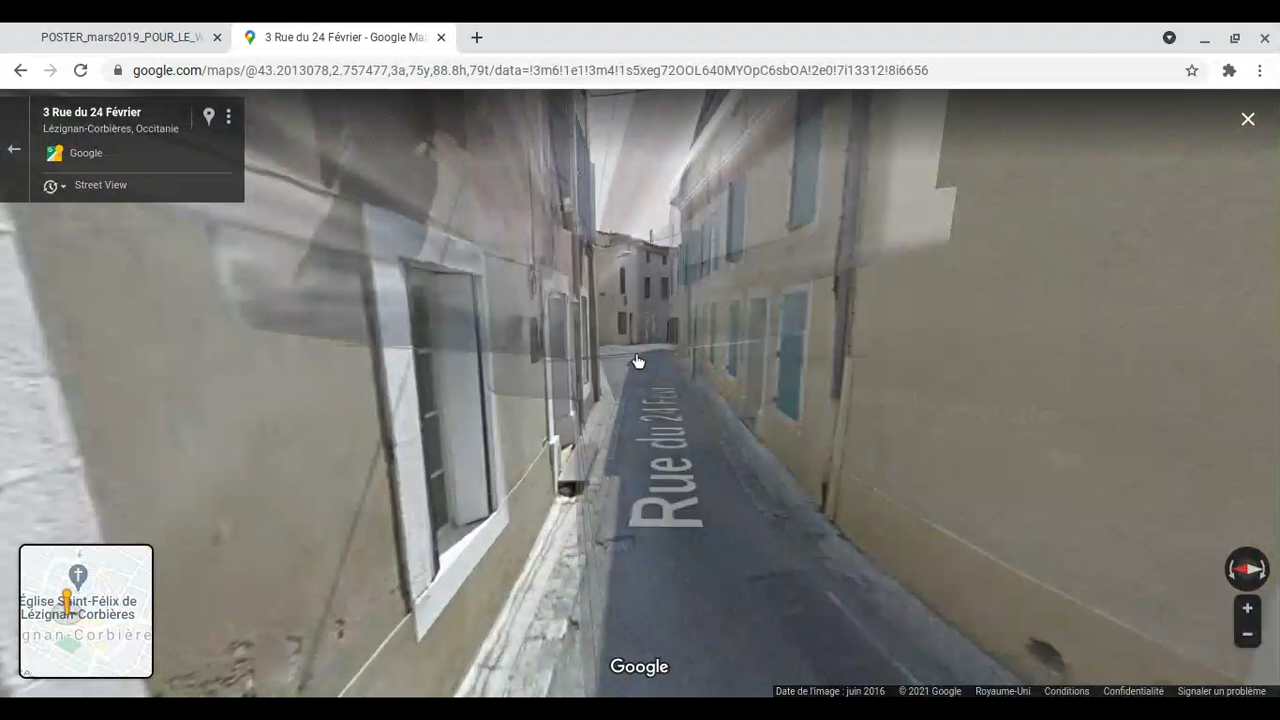 POSTER_mars2019_POUR_LE_W
3 Rue du 24 Février - Google Ma
google.com/maps/@43.2013078,2.757477,3a,75y,88.8h,79t/data=!3m6!1e1!3m4!1s5xeg72OOL640MYOpC6sbOA!2e0!7i13312!8i6656
3 Rue du 24 Février
Lézignan-Corbières, Occitanie
Google
Street View
Rue du 24 Févr
Église Saint-Félix de
Lézignan-Corbières
gnan-Corbière
Google
Date de l'image : juin 2016 © 2021 Google Royaume-Uni Conditions Confidentialité Signaler un problème